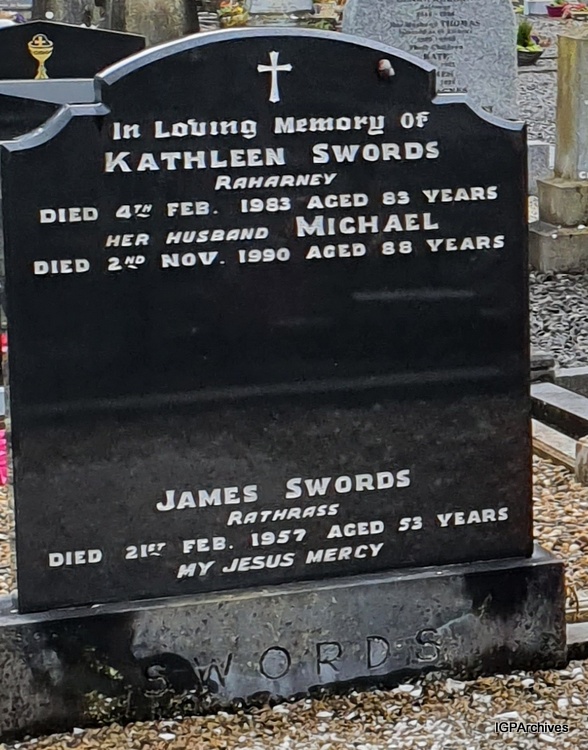 In Loving Memory Of
KATHLEEN SWORDS
RAHARNEY
DIED 4TH FEB. 1983 AGED 83 YEARS
HER HUSBAND MICHAEL
DIED 2ND NOV. 1990 AGED 88 YEARS
JAMES SWORDS
RATHRASS
DIED 21ST FEB. 1957 AGED 53 YEARS
MY JESUS MERCY
SWORDS
THOMAS
IGPArchives